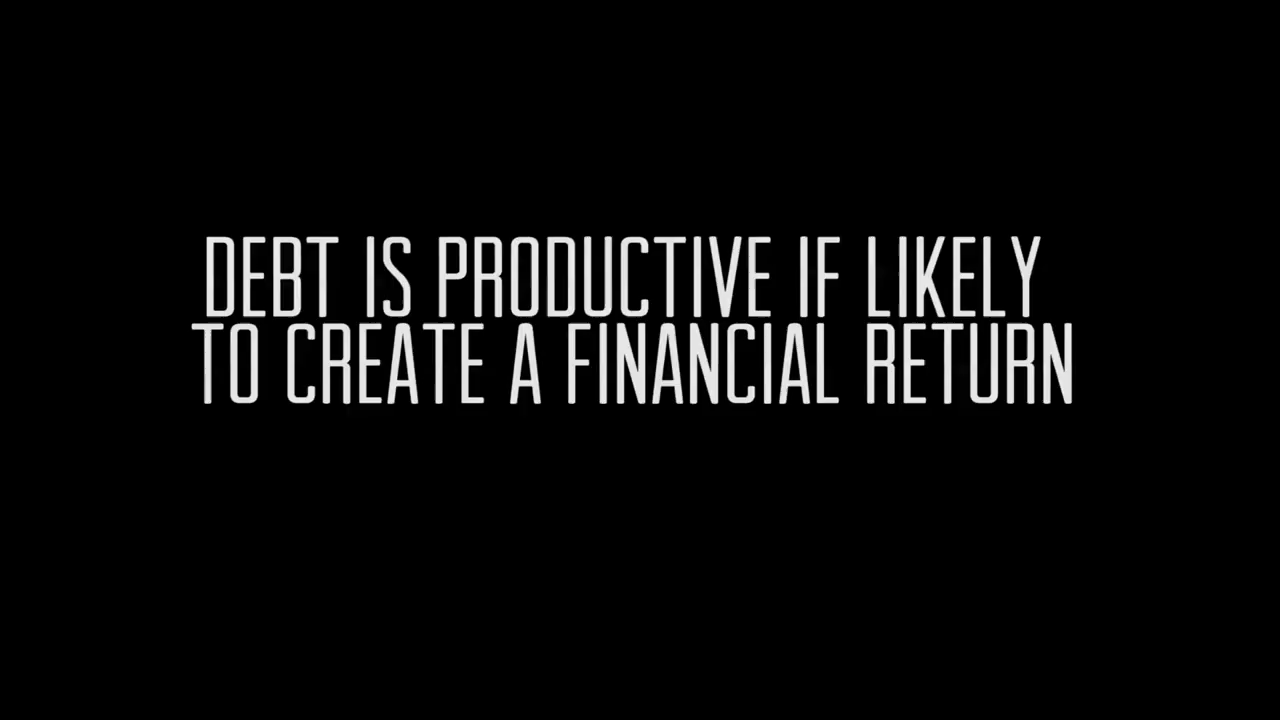 DEBT IS PRODUCTIVE IF LIKELY
TO CREATE A FINANCIAL RETURN